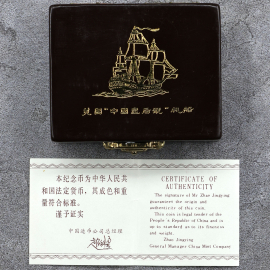 美国“中国皇后号”帆船
本纪念币为中华人民共
和国法定货币，其成色和重
量符合标准。
谨予证实
中国造币公司总经理
CERTIFICATE OF
AUTHENTICITY
The signature of Mr Zhao Jingying
guarantees the origin and
authenticity of this coin.
This coin is legal tender of the
People's Republic of China and is
up to standard as to its fineness
and weight.
Zhao Jingying
General Manager China Mint Company